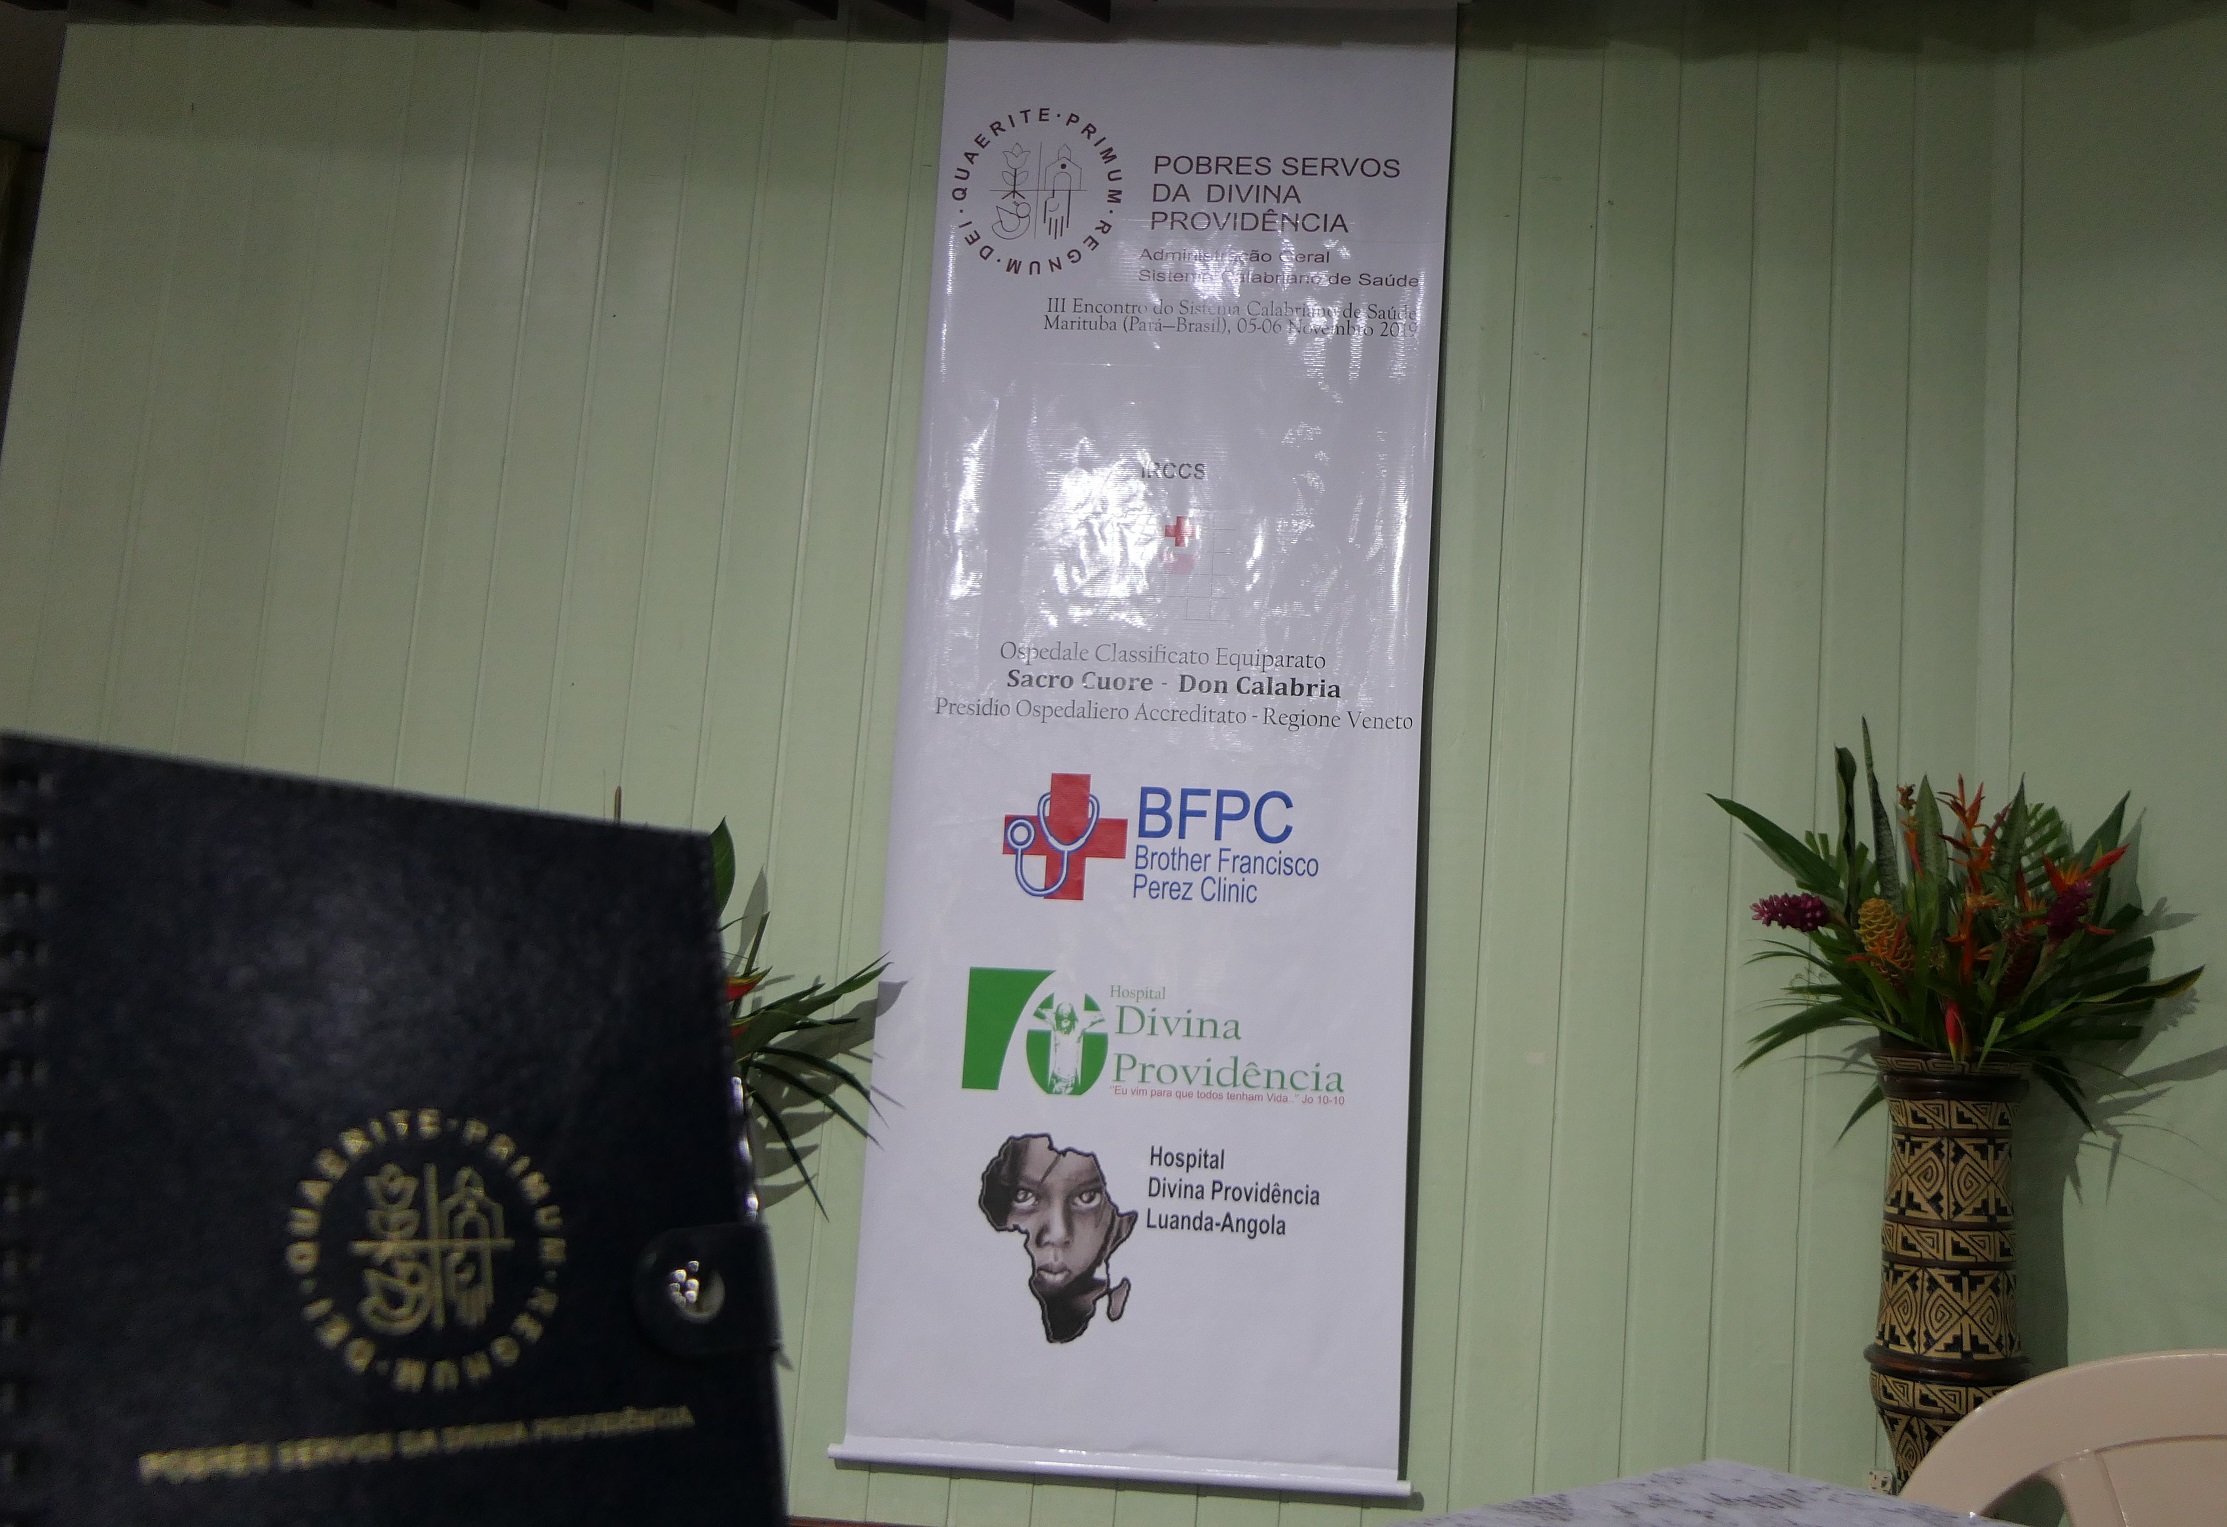 QUAERITE · PRIMUM · REGNUM · DEI ·
POBRES SERVOS
DA DIVINA
PROVIDÊNCIA
Administração Geral
Sistema Calabriano de Saúde
III Encontro do Sistema Calabriano de Saúde
Marituba (Pará–Brasil), 05-06 Novembro 2019
IRCCS
Ospedale Classificato Equiparato
Sacro Cuore - Don Calabria
Presidio Ospedaliero Accreditato - Regione Veneto
BFPC
Brother Francisco
Perez Clinic
Hospital
Divina
Providência
"Eu vim para que todos tenham Vida.." Jo 10-10
Hospital
Divina Providência
Luanda-Angola
QUAERITE · PRIMUM · REGNUM · DEI ·
POBRES SERVOS DA DIVINA PROVIDÊNCIA